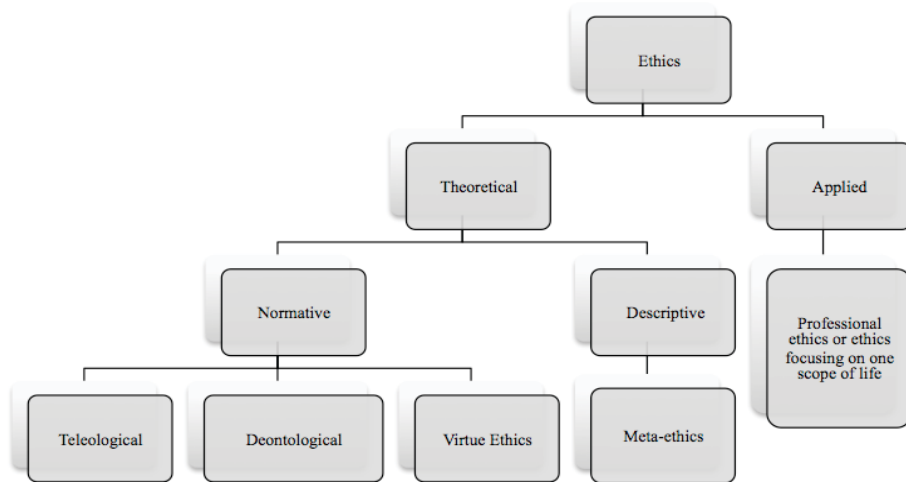 Ethics
Theoretical
Applied
Normative
Descriptive
Professional
ethics or ethics
focusing on one
scope of life
Teleological
Deontological
Virtue Ethics
Meta-ethics